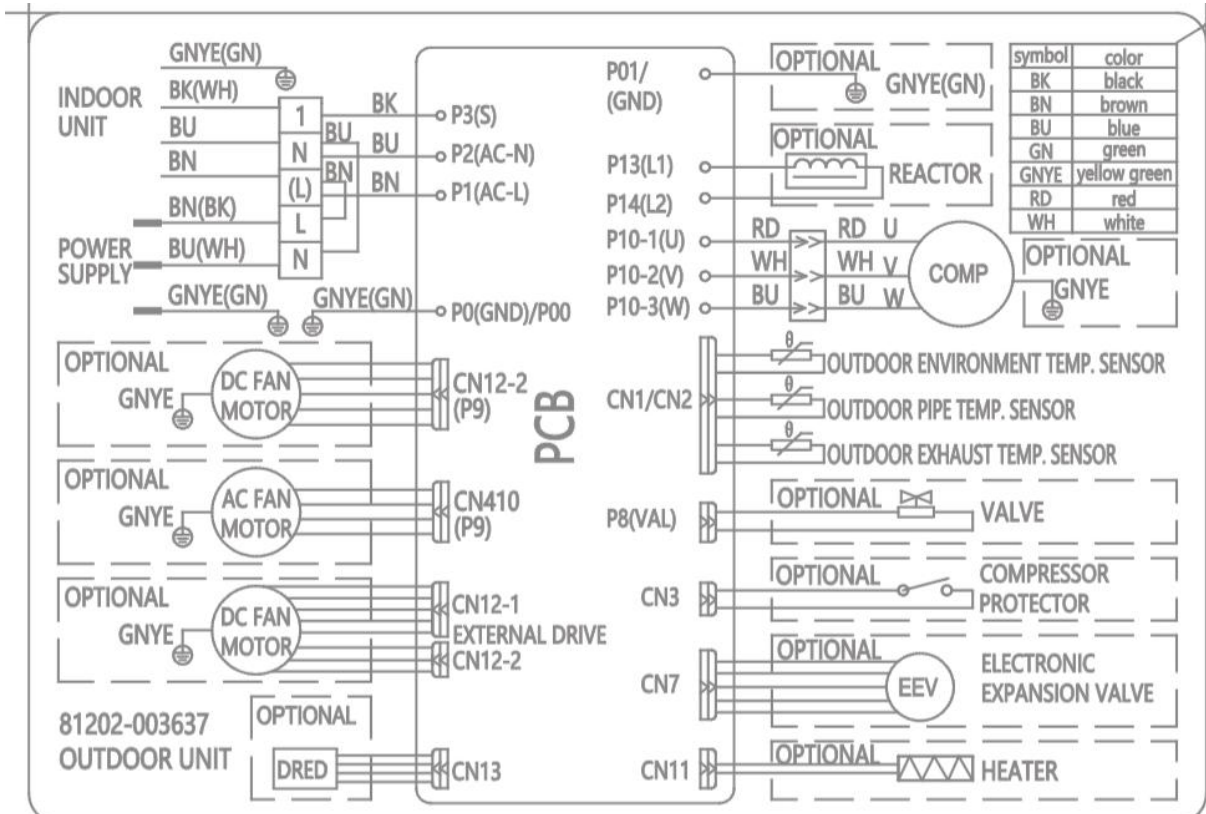 GNYE(GN)
INDOOR
UNIT
BK(WH)
BU
BN
1
N
(L)
L
N
BK
BU
BU
BN
BN
P3(S)
P2(AC-N)
P1(AC-L)
POWER
SUPPLY
BN(BK)
BU(WH)
GNYE(GN)
GNYE(GN)
P0(GND)/P00
OPTIONAL
GNYE
DC FAN
MOTOR
CN12-2
(P9)
OPTIONAL
GNYE
AC FAN
MOTOR
CN410
(P9)
OPTIONAL
GNYE
DC FAN
MOTOR
CN12-1
EXTERNAL DRIVE
CN12-2
81202-003637
OUTDOOR UNIT
OPTIONAL
DRED
CN13
PCB
P01/
(GND)
OPTIONAL
GNYE(GN)
P13(L1)
P14(L2)
OPTIONAL
REACTOR
P10-1(U)
P10-2(V)
P10-3(W)
RD
WH
BU
RD U
WH V
BU W
COMP
OPTIONAL
GNYE
symbol color
BK black
BN brown
BU blue
GN green
GNYE yellow green
RD red
WH white
CN1/CN2
θ
OUTDOOR ENVIRONMENT TEMP. SENSOR
θ
OUTDOOR PIPE TEMP. SENSOR
θ
OUTDOOR EXHAUST TEMP. SENSOR
P8(VAL)
OPTIONAL
VALVE
CN3
OPTIONAL
COMPRESSOR
PROTECTOR
CN7
OPTIONAL
EEV
ELECTRONIC
EXPANSION VALVE
CN11
OPTIONAL
HEATER